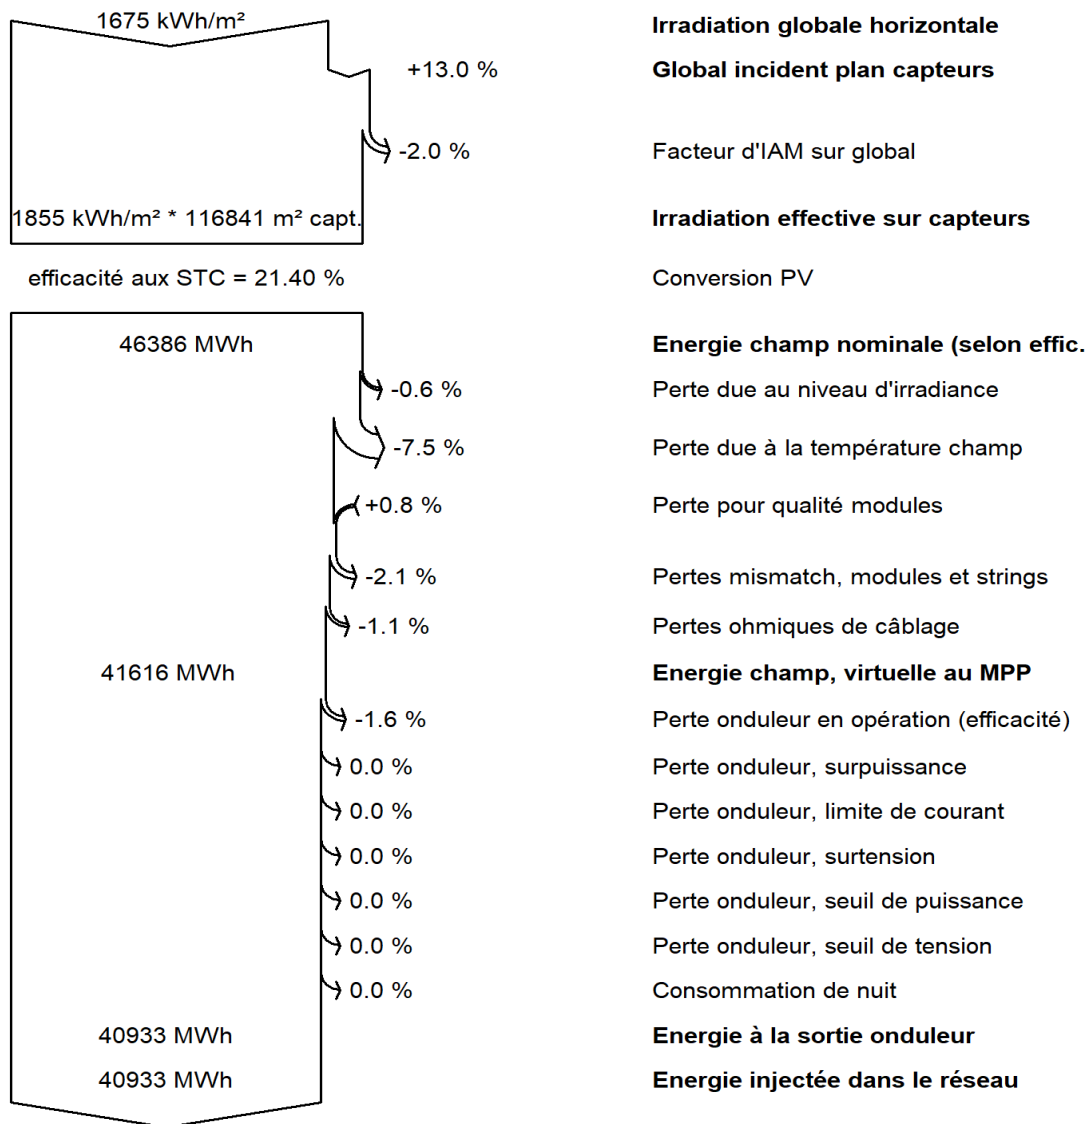 1675 kWh/m² Irradiation globale horizontale
+13.0 % Global incident plan capteurs
-2.0 % Facteur d'IAM sur global
1855 kWh/m² * 116841 m² capt. Irradiation effective sur capteurs
efficacité aux STC = 21.40 % Conversion PV
46386 MWh Energie champ nominale (selon effic.
-0.6 % Perte due au niveau d'irradiance
-7.5 % Perte due à la température champ
+0.8 % Perte pour qualité modules
-2.1 % Pertes mismatch, modules et strings
-1.1 % Pertes ohmiques de câblage
41616 MWh Energie champ, virtuelle au MPP
-1.6 % Perte onduleur en opération (efficacité)
0.0 % Perte onduleur, surpuissance
0.0 % Perte onduleur, limite de courant
0.0 % Perte onduleur, surtension
0.0 % Perte onduleur, seuil de puissance
0.0 % Perte onduleur, seuil de tension
0.0 % Consommation de nuit
40933 MWh Energie à la sortie onduleur
40933 MWh Energie injectée dans le réseau